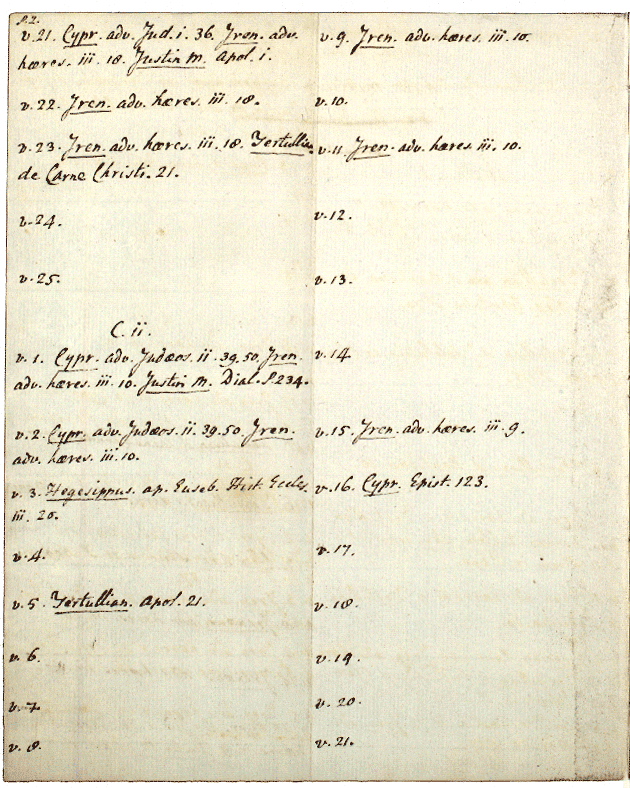 P.2.
v.21. Cypr. adv. Jud. i. 36. Iren. adv.
hæres. iii. 18. Justin M. Apol. i.
v.22. Iren. adv. hæres. iii. 18.
v.23. Iren. adv. hæres. iii. 18. Tertullian.
de Carne Christi. 21.
v.24.
v.25.
C. ii.
v. 1. Cypr. adv. Judæos. ii. 39.50. Iren.
adv. hæres. iii. 10. Justin M. Dial. P.234.
v.2. Cypr. adv. Judæos. ii. 39.50. Iren.
adv. hæres. iii. 10.
v. 3. Hegesippus. ap. Euseb. Hist. Eccles.
iii. 20.
v.4.
v. 5. Tertullian. Apol. 21.
v. 6.
v. 7
v. 8.
v. 9. Iren. adv. hæres. iii. 10.
v.10.
v.11. Iren. adv. hæres. iii. 10.
v.12.
v.13.
v.14
v.15. Iren. adv. hæres. iii. 9.
v.16. Cypr. Epist. 123.
v.17.
v.18.
v.19.
v. 20.
v.21.